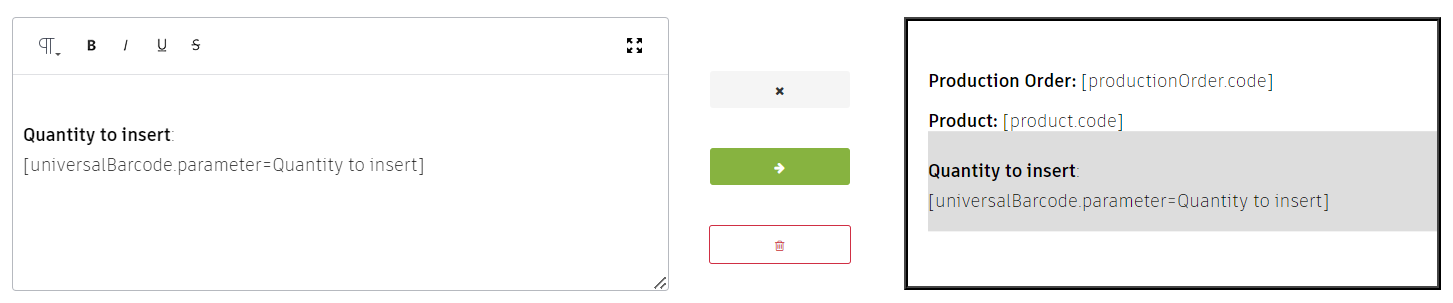 B I U S
Quantity to insert:
[universalBarcode.parameter=Quantity to insert]
Production Order: [productionOrder.code]
Product: [product.code]
Quantity to insert:
[universalBarcode.parameter=Quantity to insert]